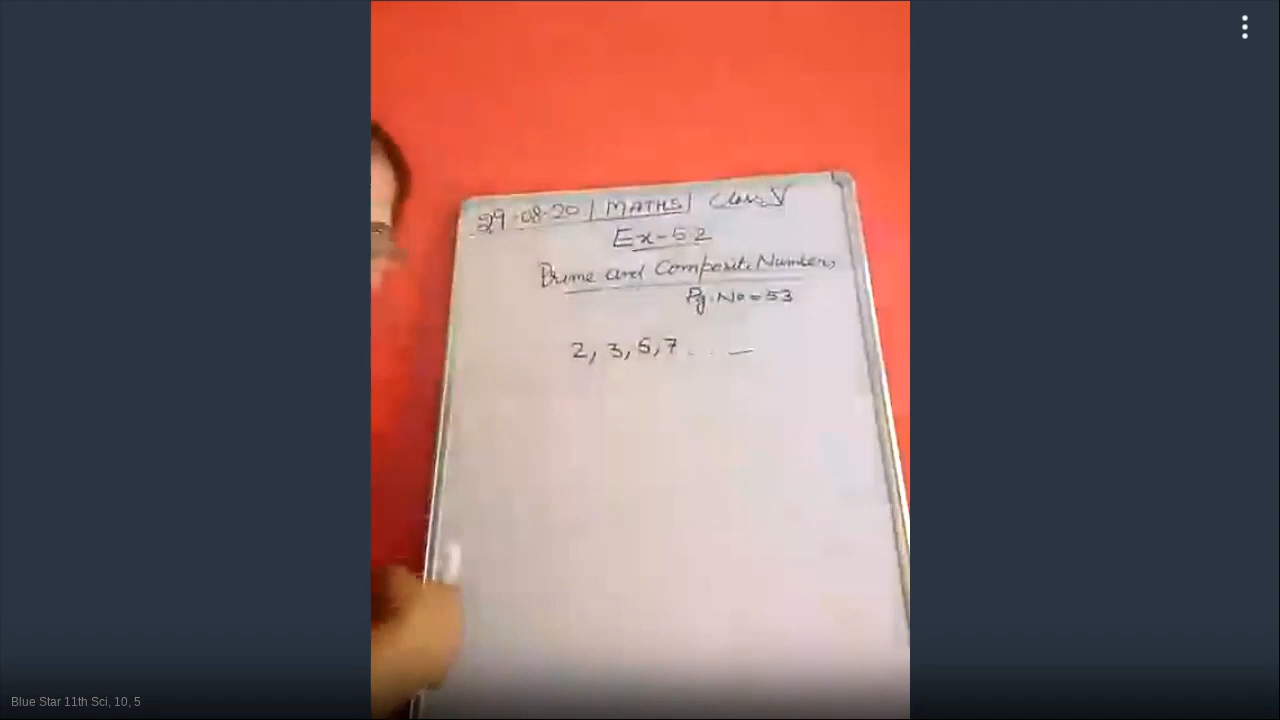 29-08-20 | MATHS | Class V
Ex-5.2
Prime and Composite Numbers
Pg. No = 53
2, 3, 5, 7 . . . —
Blue Star 11th Sci, 10, 5